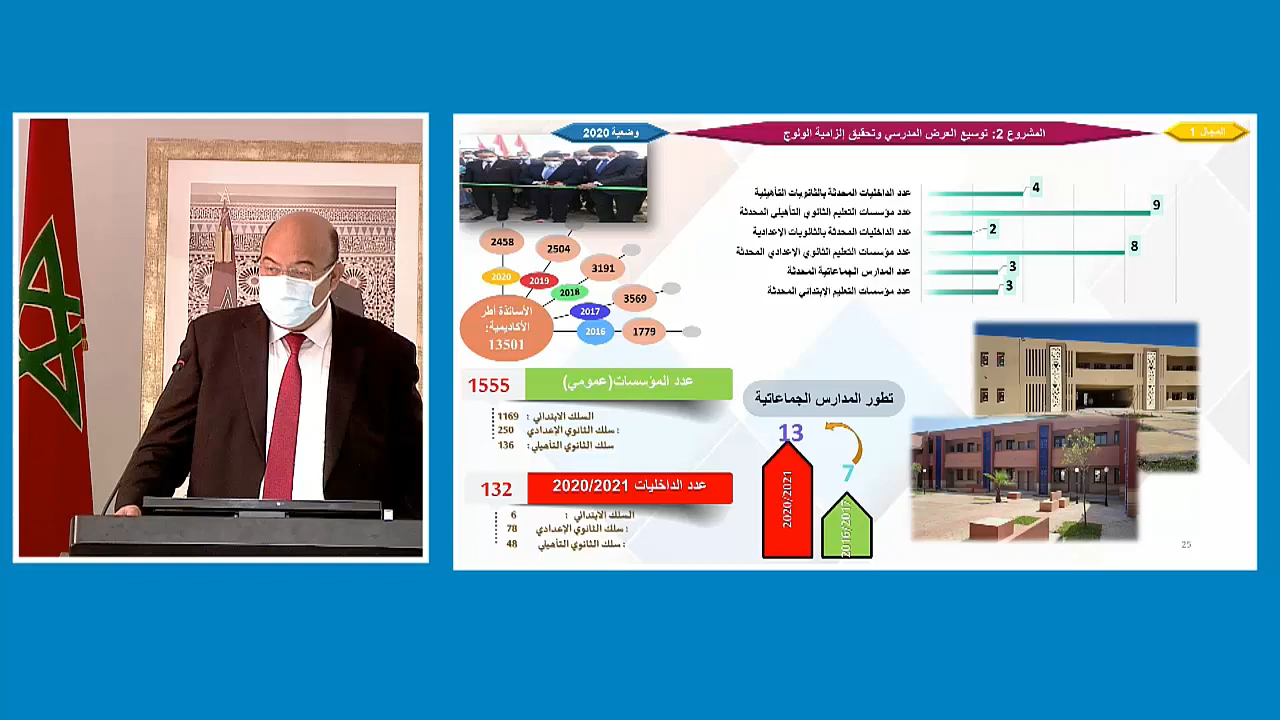 المجال 1
المشروع 2: توسيع العرض المدرسي وتحقيق إلزامية الولوج
وضعية 2020
عدد الداخليات المحدثة بالثانويات التأهيلية
4
عدد مؤسسات التعليم الثانوي التأهيلي المحدثة
9
عدد الداخليات المحدثة بالثانويات الإعدادية
2
عدد مؤسسات التعليم الثانوي الإعدادي المحدثة
8
عدد المدارس الجماعاتية المحدثة
3
عدد مؤسسات التعليم الإبتدائي المحدثة
3
2458
2504
3191
3569
1779
2020
2019
2018
2017
2016
الأساتذة أطر
الأكاديمية:
13501
عدد المؤسسات(عمومي)
1555
السلك الابتدائي : 1169
سلك الثانوي الإعدادي : 250
سلك الثانوي التأهيلي: 136
عدد الداخليات 2020/2021
132
السلك الابتدائي : 6
سلك الثانوي الإعدادي : 78
سلك الثانوي التأهيلي : 48
تطور المدارس الجماعاتية
13
7
2020/2021
2016/2017
25